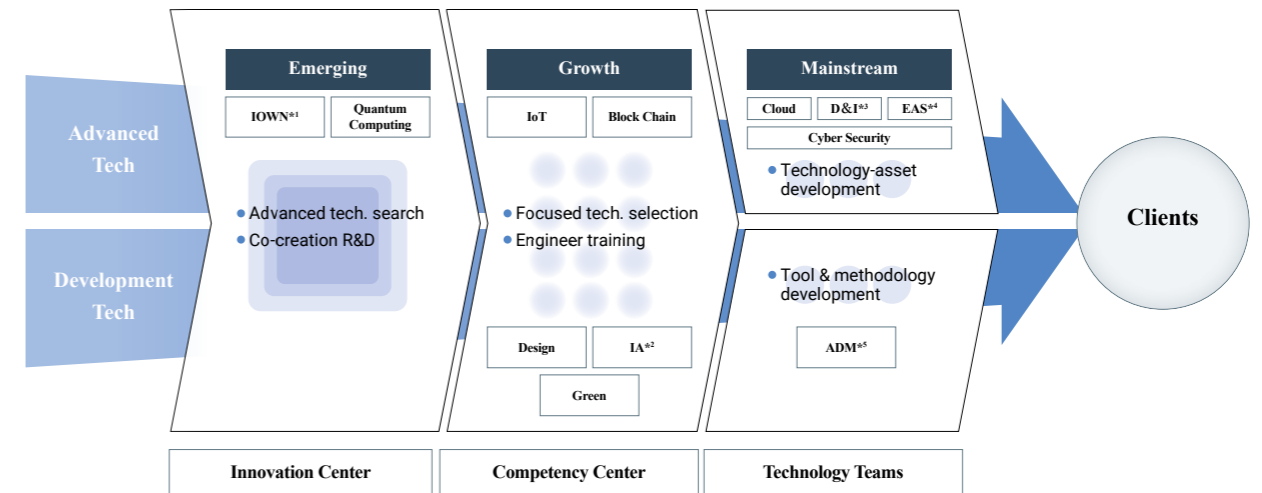 Advanced
Tech
Development
Tech
Emerging
IOWN*1
Quantum
Computing
• Advanced tech. search
• Co-creation R&D
Growth
IoT
Block Chain
• Focused tech. selection
• Engineer training
Design
IA*2
Green
Mainstream
Cloud
D&I*3
EAS*4
Cyber Security
• Technology-asset
development
• Tool & methodology
development
ADM*5
Clients
Innovation Center
Competency Center
Technology Teams